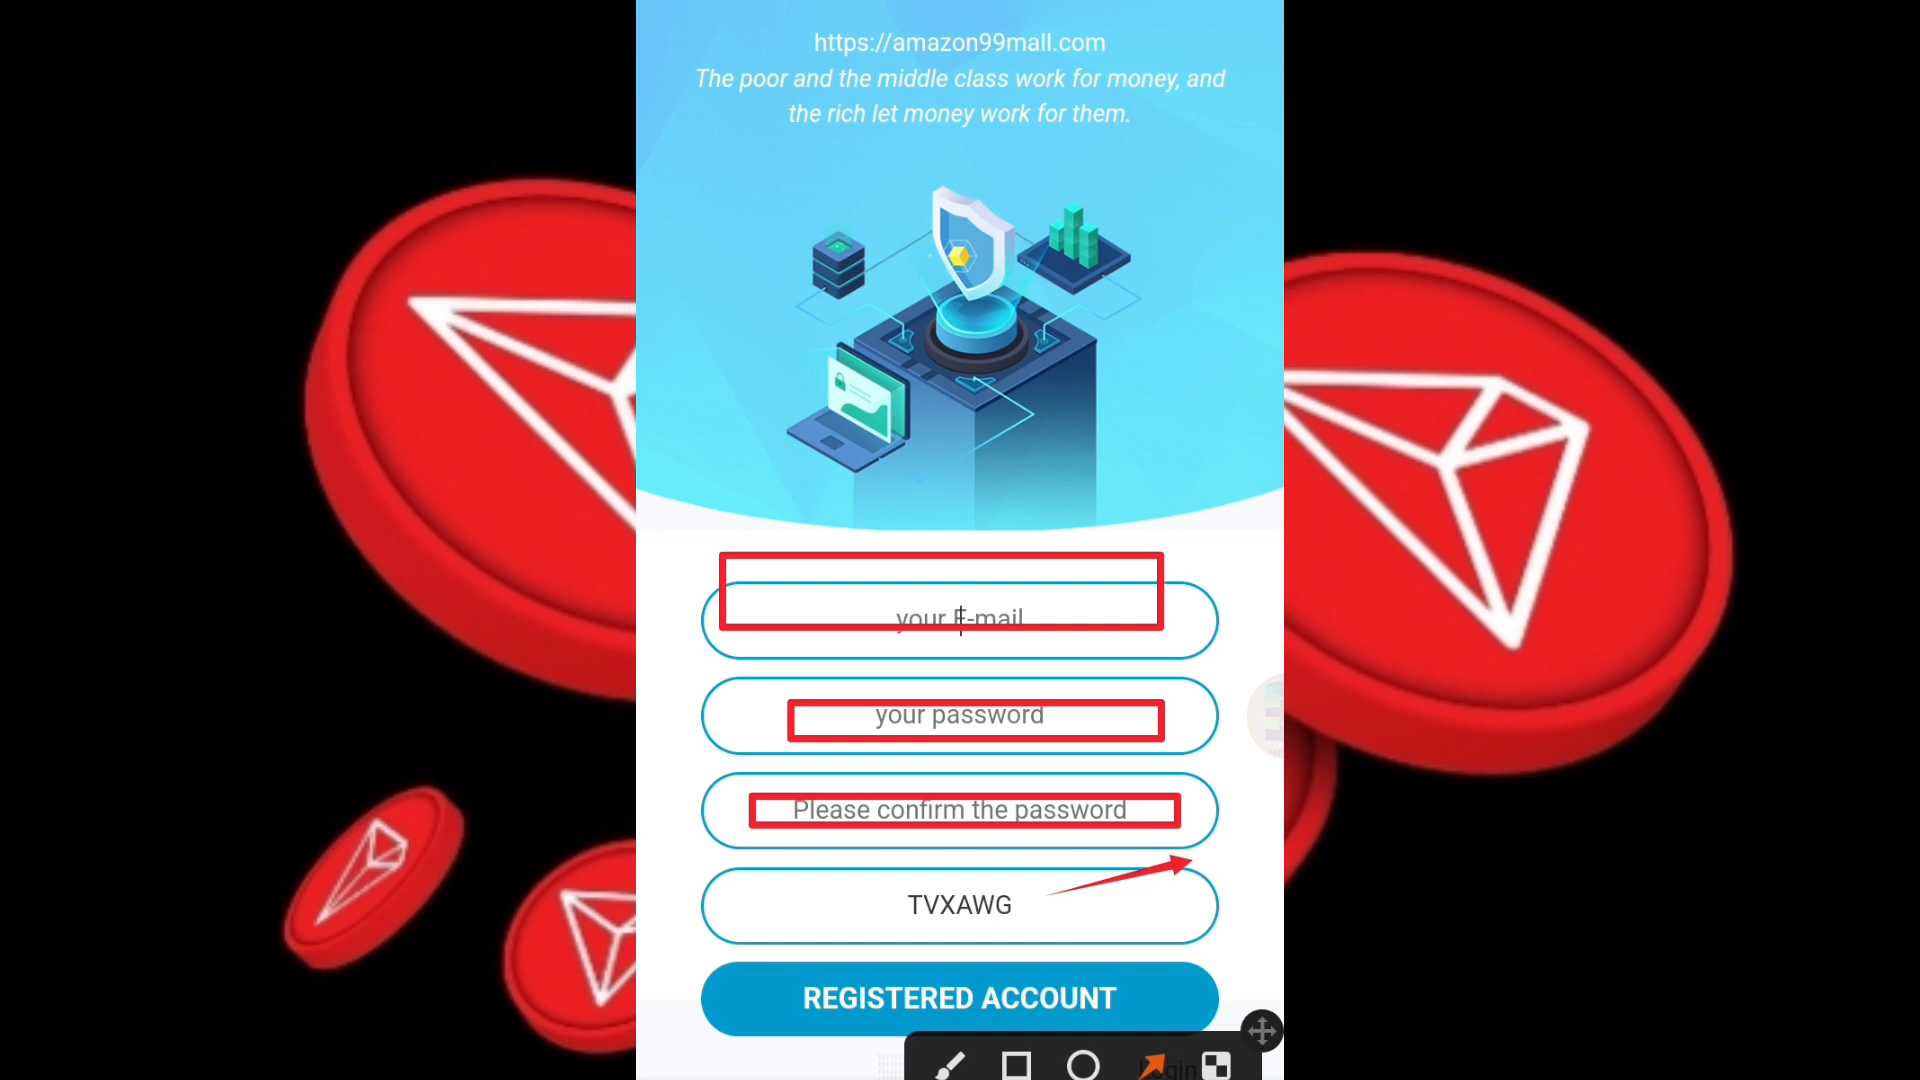 https://amazon99mall.com
The poor and the middle class work for money, and
the rich let money work for them.
your E-mail
your password
Please confirm the password
TVXAWG
REGISTERED ACCOUNT
Login